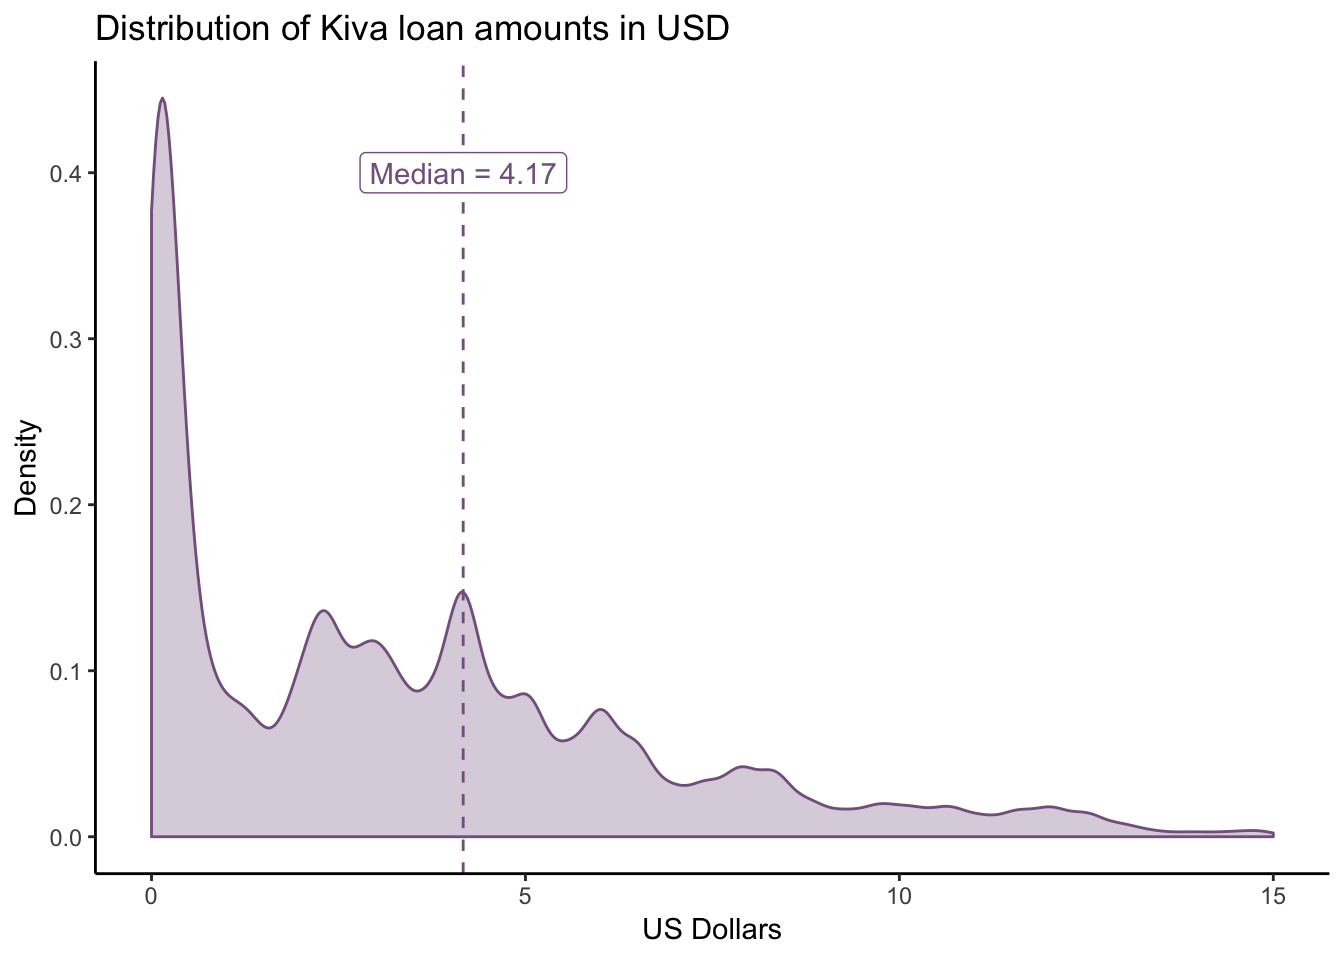 Distribution of Kiva loan amounts in USD
Median = 4.17
Density
0.4
0.3
0.2
0.1
0.0
0 5 10 15
US Dollars